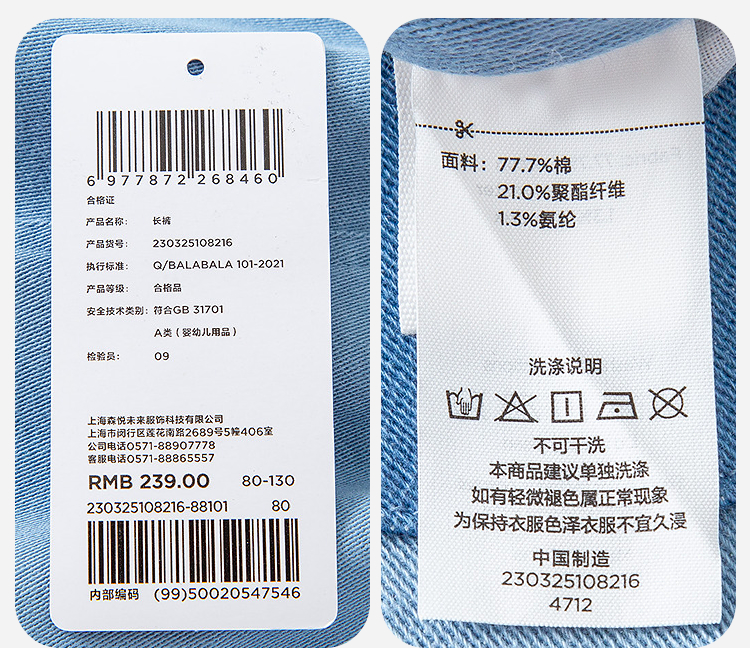 6 977872 268460
合格证
产品名称: 长裤
产品货号: 230325108216
执行标准: Q/BALABALA 101-2021
产品等级: 合格品
安全技术类别: 符合GB 31701
A类（婴幼儿用品）
检验员: 09
上海森悦未来服饰科技有限公司
上海市闵行区莲花南路2689号5幢406室
公司电话0571-88907778
客服电话0571-88865557
RMB 239.00 80-130
230325108216-88101 80
内部编码 (99)50020547546
面料: 77.7%棉
21.0%聚酯纤维
1.3%氨纶
洗涤说明
不可干洗
本商品建议单独洗涤
如有轻微褪色属正常现象
为保持衣服色泽衣服不宜久浸
中国制造
230325108216
4712